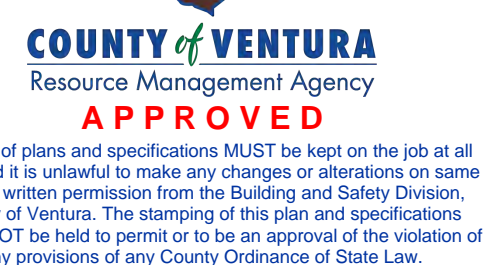 COUNTY of VENTURA
Resource Management Agency
APPROVED
of plans and specifications MUST be kept on the job at all
it is unlawful to make any changes or alterations on same
written permission from the Building and Safety Division,
of Ventura. The stamping of this plan and specifications
be held to permit or to be an approval of the violation of
provisions of any County Ordinance of State Law.